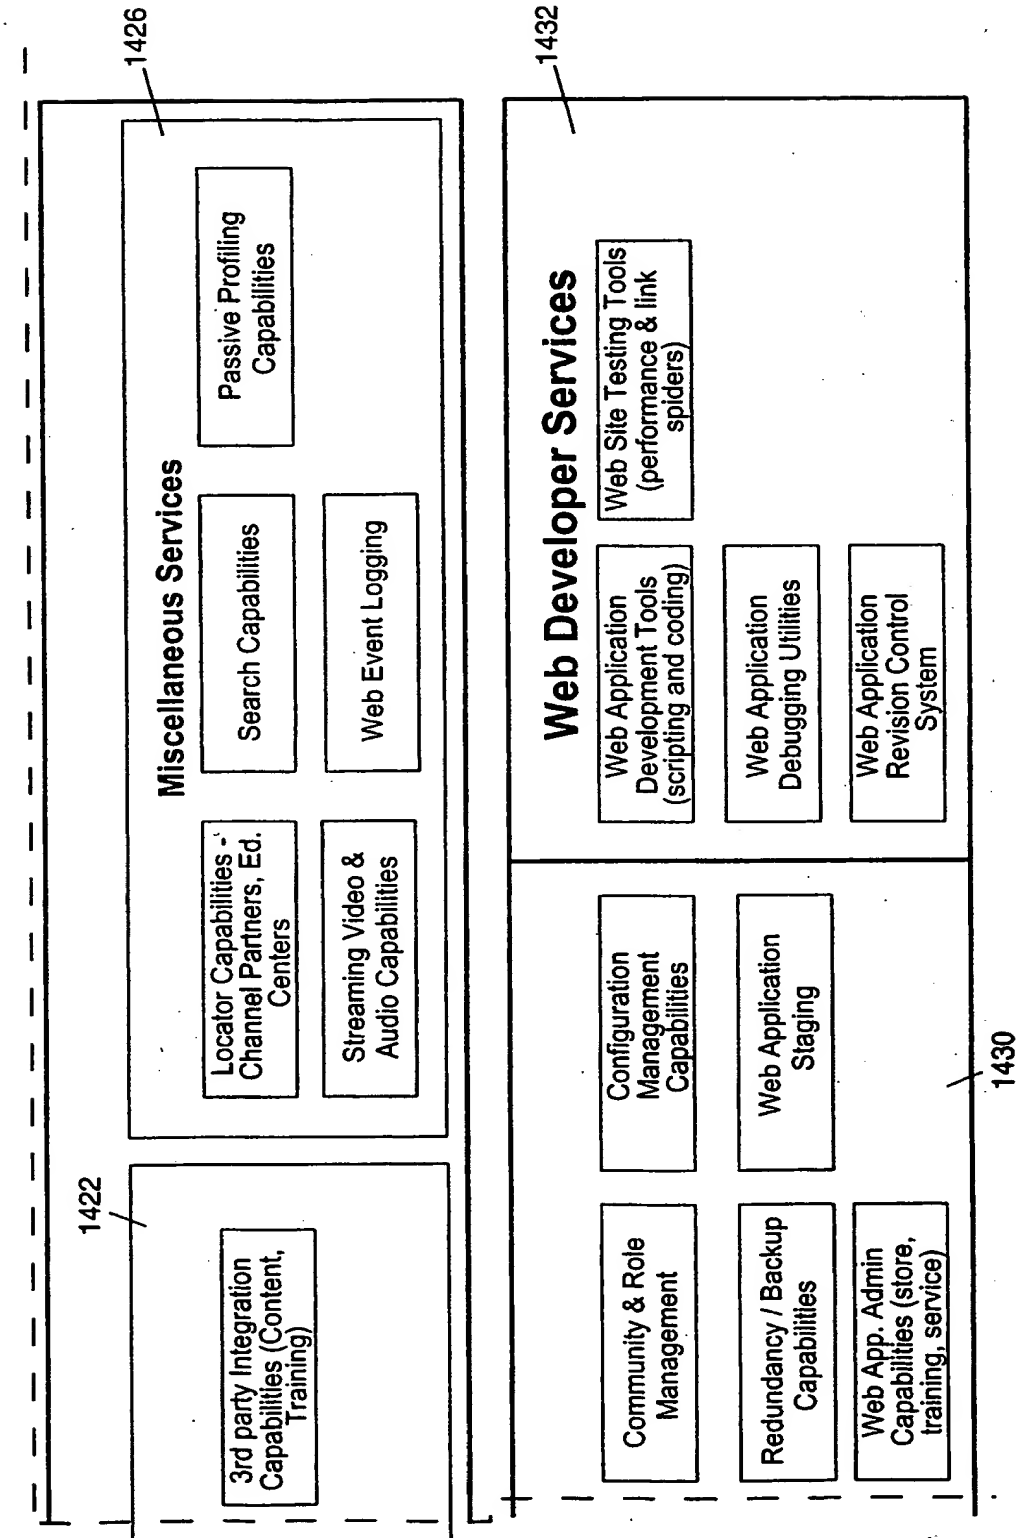 1422
3rd party Integration
Capabilities (Content,
Training)
1426
Miscellaneous Services
Locator Capabilities -
Channel Partners, Ed.
Centers
Search Capabilities
Passive Profiling
Capabilities
Streaming Video &
Audio Capabilities
Web Event Logging
1430
Community & Role
Management
Configuration
Management
Capabilities
Redundancy / Backup
Capabilities
Web Application
Staging
Web App. Admin
Capabilities (store,
training, service)
1432
Web Developer Services
Web Application
Development Tools
(scripting and coding)
Web Site Testing Tools
(performance & link
spiders)
Web Application
Debugging Utilities
Web Application
Revision Control
System